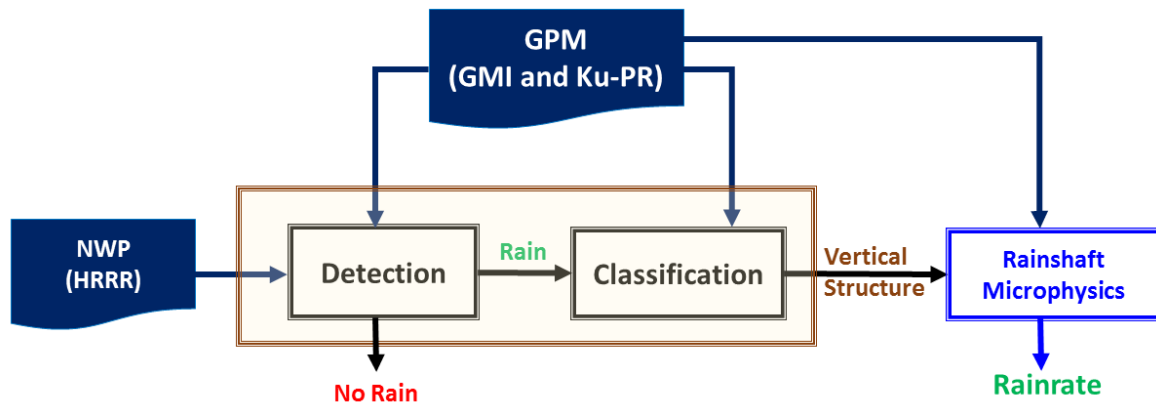 GPM
(GMI and Ku-PR)
NWP
(HRRR)
Detection
Rain
Classification
Vertical
Structure
Rainshaft
Microphysics
No Rain
Rainrate